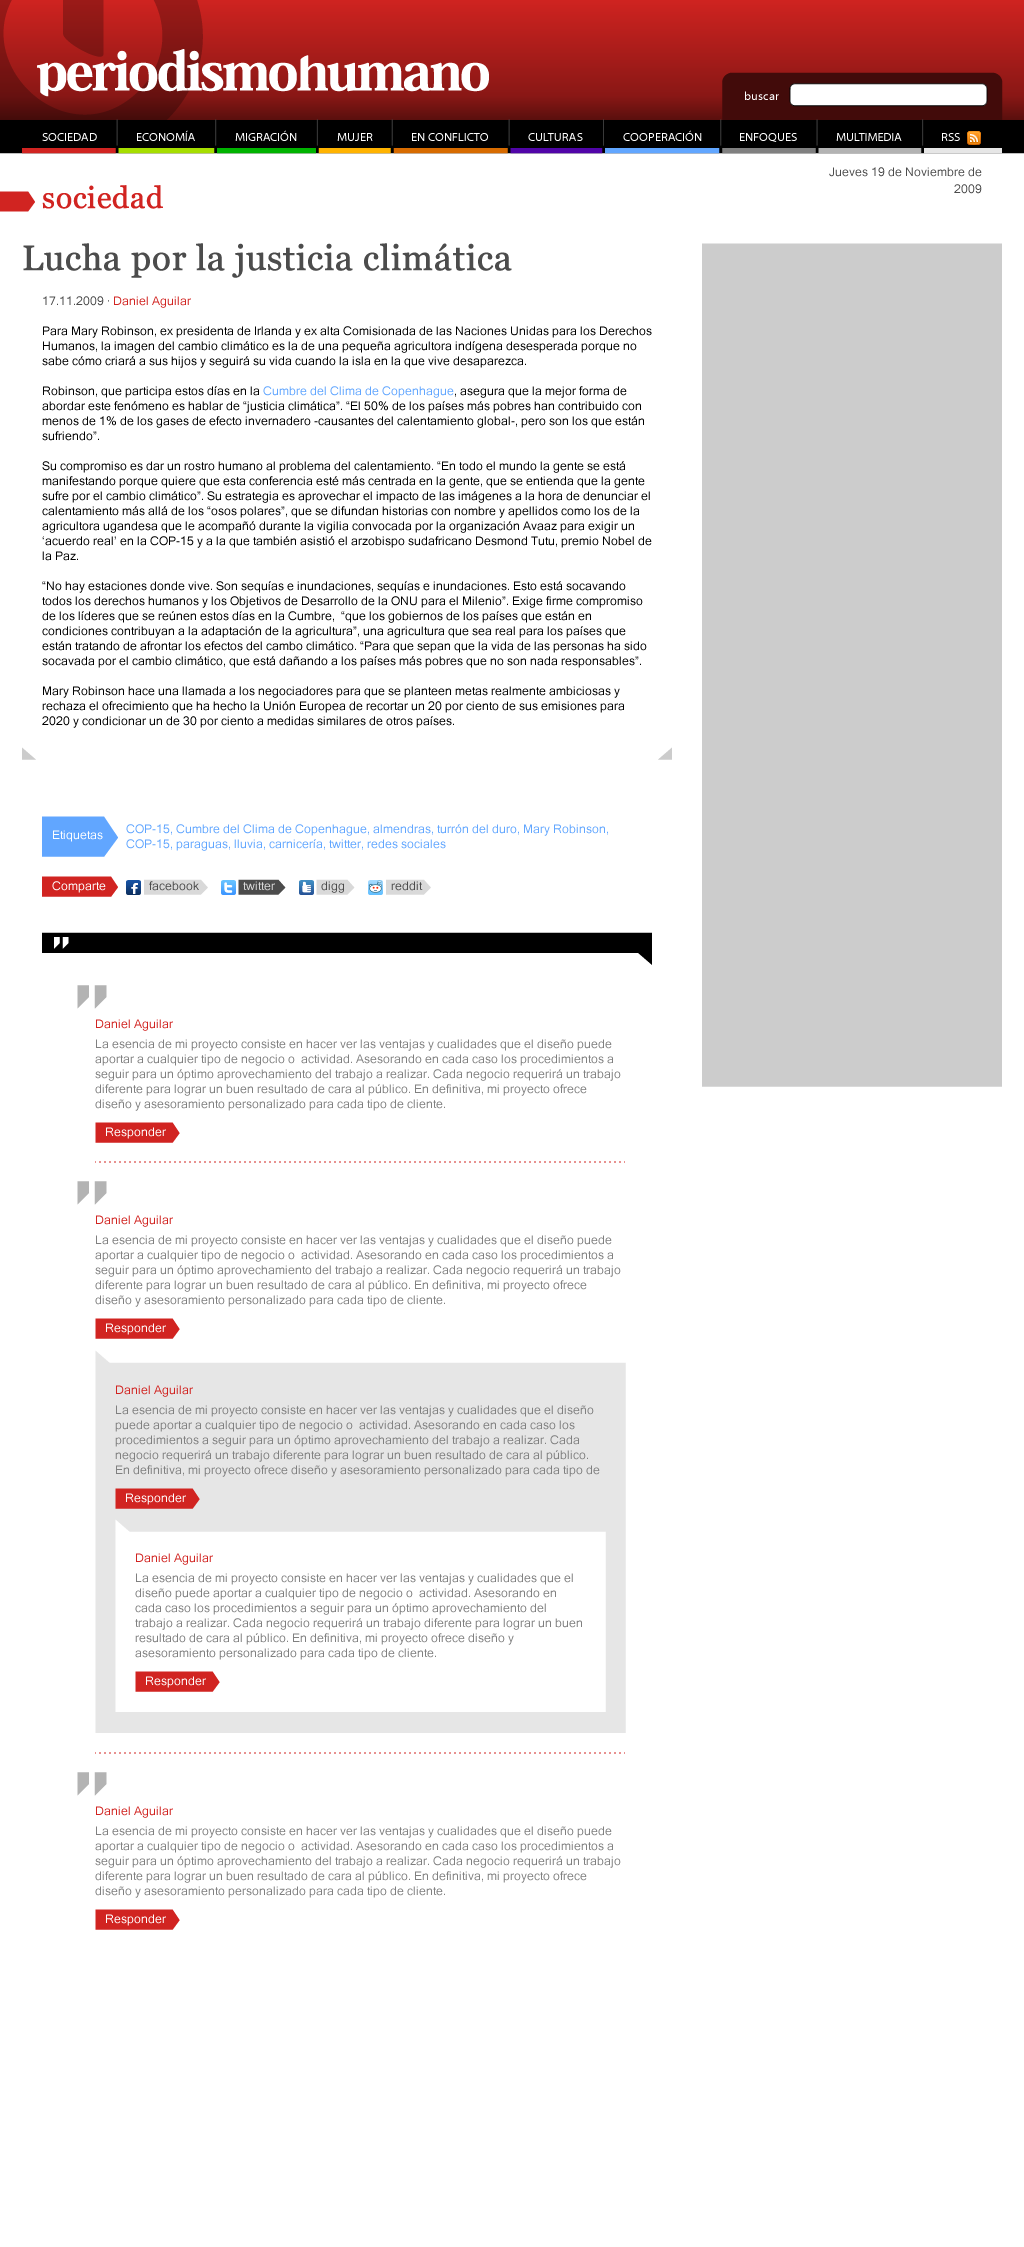 periodismohumano
buscar
SOCIEDAD ECONOMÍA MIGRACIÓN MUJER EN CONFLICTO CULTURAS COOPERACIÓN ENFOQUES MULTIMEDIA RSS
Jueves 19 de Noviembre de
2009
sociedad
Lucha por la justicia climática
17.11.2009 · Daniel Aguilar
Para Mary Robinson, ex presidenta de Irlanda y ex alta Comisionada de las Naciones Unidas para los Derechos
Humanos, la imagen del cambio climático es la de una pequeña agricultora indígena desesperada porque no
sabe cómo criará a sus hijos y seguirá su vida cuando la isla en la que vive desaparezca.
Robinson, que participa estos días en la Cumbre del Clima de Copenhague, asegura que la mejor forma de
abordar este fenómeno es hablar de “justicia climática”. “El 50% de los países más pobres han contribuido con
menos de 1% de los gases de efecto invernadero -causantes del calentamiento global-, pero son los que están
sufriendo”.
Su compromiso es dar un rostro humano al problema del calentamiento. “En todo el mundo la gente se está
manifestando porque quiere que esta conferencia esté más centrada en la gente, que se entienda que la gente
sufre por el cambio climático”. Su estrategia es aprovechar el impacto de las imágenes a la hora de denunciar el
calentamiento más allá de los “osos polares”, que se difundan historias con nombre y apellidos como los de la
agricultora ugandesa que le acompañó durante la vigilia convocada por la organización Avaaz para exigir un
‘acuerdo real’ en la COP-15 y a la que también asistió el arzobispo sudafricano Desmond Tutu, premio Nobel de
la Paz.
“No hay estaciones donde vive. Son sequías e inundaciones, sequías e inundaciones. Esto está socavando
todos los derechos humanos y los Objetivos de Desarrollo de la ONU para el Milenio”. Exige firme compromiso
de los líderes que se reúnen estos días en la Cumbre,  “que los gobiernos de los países que están en
condiciones contribuyan a la adaptación de la agricultura”, una agricultura que sea real para los países que
están tratando de afrontar los efectos del cambo climático. “Para que sepan que la vida de las personas ha sido
socavada por el cambio climático, que está dañando a los países más pobres que no son nada responsables”.
Mary Robinson hace una llamada a los negociadores para que se planteen metas realmente ambiciosas y
rechaza el ofrecimiento que ha hecho la Unión Europea de recortar un 20 por ciento de sus emisiones para
2020 y condicionar un de 30 por ciento a medidas similares de otros países.
Etiquetas
COP-15, Cumbre del Clima de Copenhague, almendras, turrón del duro, Mary Robinson,
COP-15, paraguas, lluvia, carnicería, twitter, redes sociales
Comparte facebook twitter digg reddit
Daniel Aguilar
La esencia de mi proyecto consiste en hacer ver las ventajas y cualidades que el diseño puede
aportar a cualquier tipo de negocio o  actividad. Asesorando en cada caso los procedimientos a
seguir para un óptimo aprovechamiento del trabajo a realizar. Cada negocio requerirá un trabajo
diferente para lograr un buen resultado de cara al público. En definitiva, mi proyecto ofrece
diseño y asesoramiento personalizado para cada tipo de cliente.
Responder
Daniel Aguilar
La esencia de mi proyecto consiste en hacer ver las ventajas y cualidades que el diseño puede
aportar a cualquier tipo de negocio o  actividad. Asesorando en cada caso los procedimientos a
seguir para un óptimo aprovechamiento del trabajo a realizar. Cada negocio requerirá un trabajo
diferente para lograr un buen resultado de cara al público. En definitiva, mi proyecto ofrece
diseño y asesoramiento personalizado para cada tipo de cliente.
Responder
Daniel Aguilar
La esencia de mi proyecto consiste en hacer ver las ventajas y cualidades que el diseño
puede aportar a cualquier tipo de negocio o  actividad. Asesorando en cada caso los
procedimientos a seguir para un óptimo aprovechamiento del trabajo a realizar. Cada
negocio requerirá un trabajo diferente para lograr un buen resultado de cara al público.
En definitiva, mi proyecto ofrece diseño y asesoramiento personalizado para cada tipo de
Responder
Daniel Aguilar
La esencia de mi proyecto consiste en hacer ver las ventajas y cualidades que el
diseño puede aportar a cualquier tipo de negocio o  actividad. Asesorando en
cada caso los procedimientos a seguir para un óptimo aprovechamiento del
trabajo a realizar. Cada negocio requerirá un trabajo diferente para lograr un buen
resultado de cara al público. En definitiva, mi proyecto ofrece diseño y
asesoramiento personalizado para cada tipo de cliente.
Responder
Daniel Aguilar
La esencia de mi proyecto consiste en hacer ver las ventajas y cualidades que el diseño puede
aportar a cualquier tipo de negocio o  actividad. Asesorando en cada caso los procedimientos a
seguir para un óptimo aprovechamiento del trabajo a realizar. Cada negocio requerirá un trabajo
diferente para lograr un buen resultado de cara al público. En definitiva, mi proyecto ofrece
diseño y asesoramiento personalizado para cada tipo de cliente.
Responder